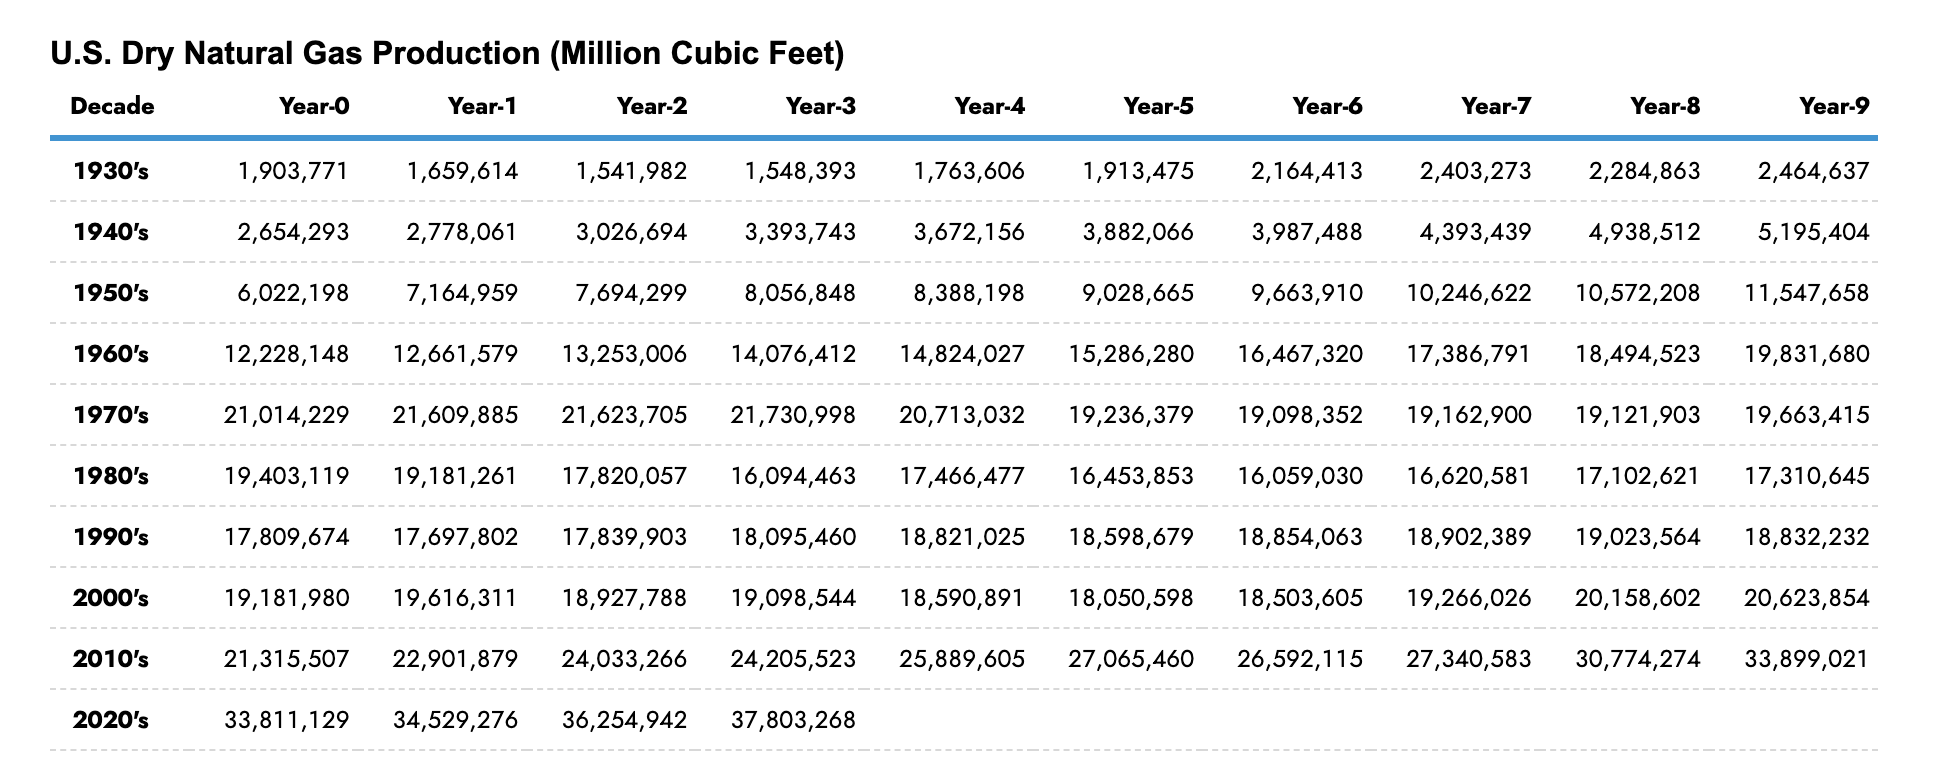 U.S. Dry Natural Gas Production (Million Cubic Feet)
Decade Year-0 Year-1 Year-2 Year-3 Year-4 Year-5 Year-6 Year-7 Year-8 Year-9
1930's 1,903,771 1,659,614 1,541,982 1,548,393 1,763,606 1,913,475 2,164,413 2,403,273 2,284,863 2,464,637
1940's 2,654,293 2,778,061 3,026,694 3,393,743 3,672,156 3,882,066 3,987,488 4,393,439 4,938,512 5,195,404
1950's 6,022,198 7,164,959 7,694,299 8,056,848 8,388,198 9,028,665 9,663,910 10,246,622 10,572,208 11,547,658
1960's 12,228,148 12,661,579 13,253,006 14,076,412 14,824,027 15,286,280 16,467,320 17,386,791 18,494,523 19,831,680
1970's 21,014,229 21,609,885 21,623,705 21,730,998 20,713,032 19,236,379 19,098,352 19,162,900 19,121,903 19,663,415
1980's 19,403,119 19,181,261 17,820,057 16,094,463 17,466,477 16,453,853 16,059,030 16,620,581 17,102,621 17,310,645
1990's 17,809,674 17,697,802 17,839,903 18,095,460 18,821,025 18,598,679 18,854,063 18,902,389 19,023,564 18,832,232
2000's 19,181,980 19,616,311 18,927,788 19,098,544 18,590,891 18,050,598 18,503,605 19,266,026 20,158,602 20,623,854
2010's 21,315,507 22,901,879 24,033,266 24,205,523 25,889,605 27,065,460 26,592,115 27,340,583 30,774,274 33,899,021
2020's 33,811,129 34,529,276 36,254,942 37,803,268